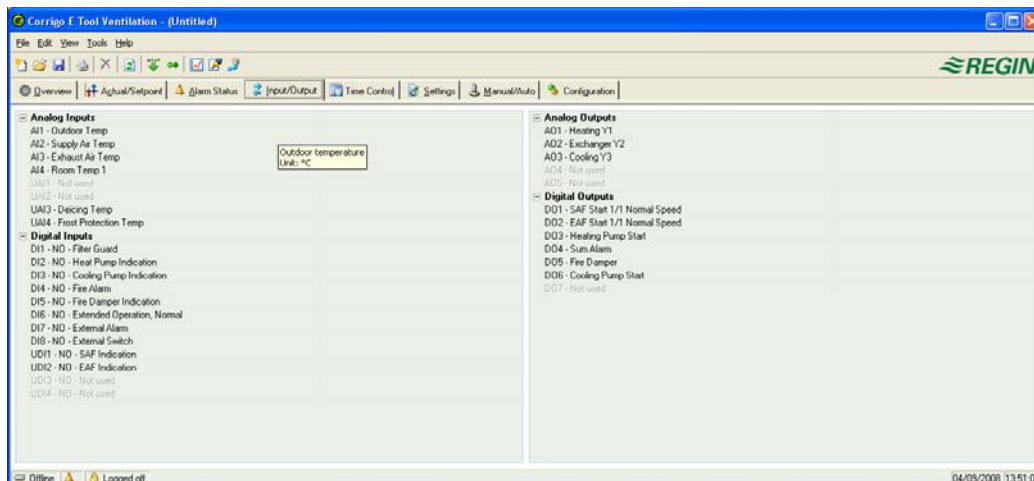 Corrigo E Tool Ventilation - (Untitled)
File Edit View Tools Help
REGIN
Overview Actual/Setpoint Alarm Status Input/Output Time Control Settings Manual/Auto Configuration
Analog Inputs
AI1 - Outdoor Temp
AI2 - Supply Air Temp
AI3 - Exhaust Air Temp
AI4 - Room Temp 1
UAI1 - Not used
UAI2 - Not used
UAI3 - Deicing Temp
UAI4 - Frost Protection Temp
Digital Inputs
DI1 - NO - Filter Guard
DI2 - NO - Heat Pump Indication
DI3 - NO - Cooling Pump Indication
DI4 - NO - Fire Alarm
DI5 - NO - Fire Damper Indication
DI6 - NO - Extended Operation, Normal
DI7 - NO - External Alarm
DI8 - NO - External Switch
UDI1 - NO - SAF Indication
UDI2 - NO - EAF Indication
UDI3 - NO - Not used
UDI4 - NO - Not used
Outdoor temperature
Unit: °C
Analog Outputs
AO1 - Heating Y1
AO2 - Exchanger Y2
AO3 - Cooling Y3
AO4 - Not used
AO5 - Not used
Digital Outputs
DO1 - SAF Start 1/1 Normal Speed
DO2 - EAF Start 1/1 Normal Speed
DO3 - Heating Pump Start
DO4 - Sum Alarm
DO5 - Fire Damper
DO6 - Cooling Pump Start
DO7 - Not used
Offline Logged off 04/09/2008 13:51:0